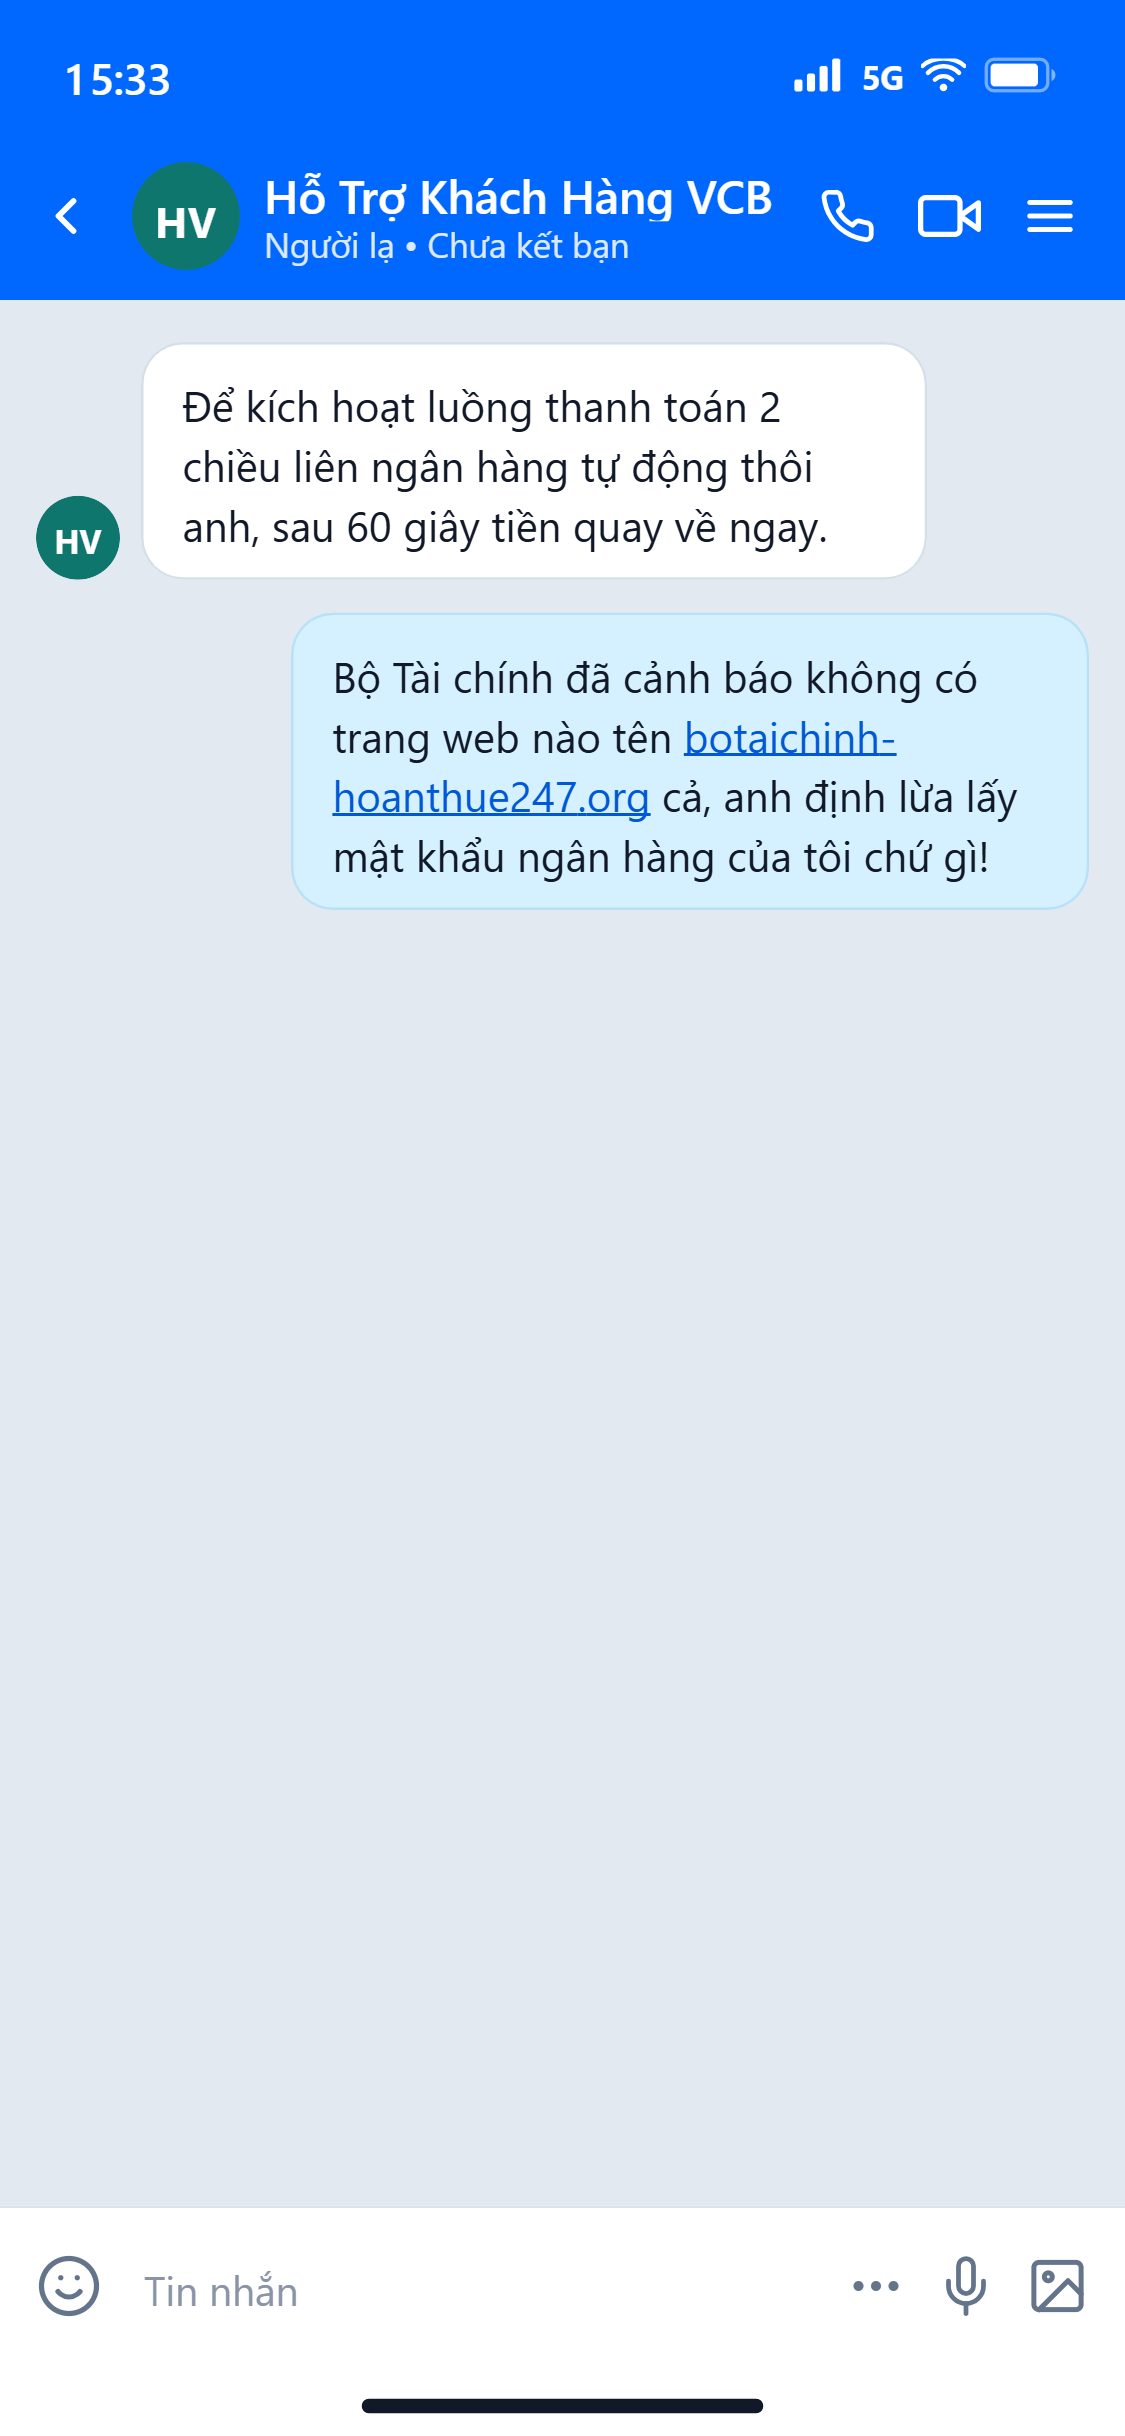 15:33
5G
HV
Hỗ Trợ Khách Hàng VCB
Người lạ • Chưa kết bạn
Để kích hoạt luồng thanh toán 2
chiều liên ngân hàng tự động thôi
anh, sau 60 giây tiền quay về ngay.
HV
Bộ Tài chính đã cảnh báo không có
trang web nào tên botaichinh-
hoanthue247.org cả, anh định lừa lấy
mật khẩu ngân hàng của tôi chứ gì!
Tin nhắn